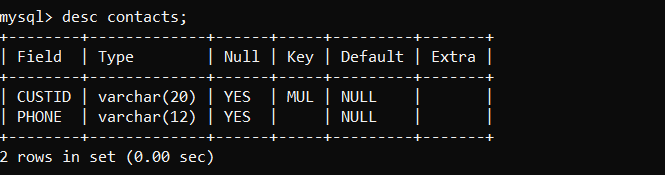 mysql> desc contacts;
+--------+-------------+------+-----+---------+-------+
| Field  | Type        | Null | Key | Default | Extra |
+--------+-------------+------+-----+---------+-------+
| CUSTID | varchar(20) | YES  | MUL | NULL    |       |
| PHONE  | varchar(12) | YES  |     | NULL    |       |
+--------+-------------+------+-----+---------+-------+
2 rows in set (0.00 sec)